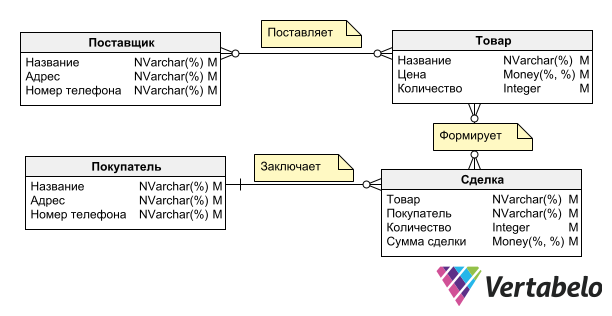 Поставщик
Название NVarchar(%) M
Адрес NVarchar(%) M
Номер телефона NVarchar(%) M
Поставляет
Товар
Название NVarchar(%) M
Цена Money(%, %) M
Количество Integer M
Формирует
Покупатель
Название NVarchar(%) M
Адрес NVarchar(%) M
Номер телефона NVarchar(%) M
Заключает
Сделка
Товар NVarchar(%) M
Покупатель NVarchar(%) M
Количество Integer M
Сумма сделки Money(%, %) M
Vertabelo